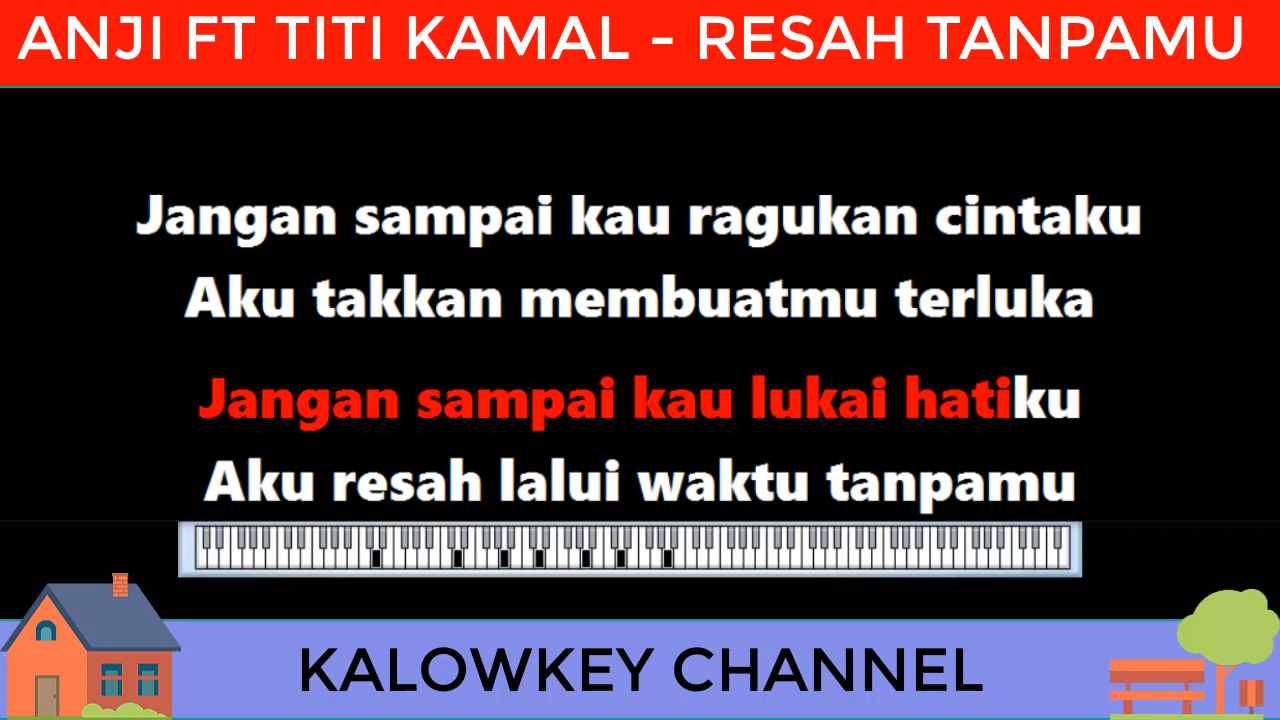 ANJI FT TITI KAMAL - RESAH TANPAMU
Jangan sampai kau ragukan cintaku
Aku takkan membuatmu terluka
Jangan sampai kau lukai hatiku
Aku resah lalui waktu tanpamu
KALOWKEY CHANNEL